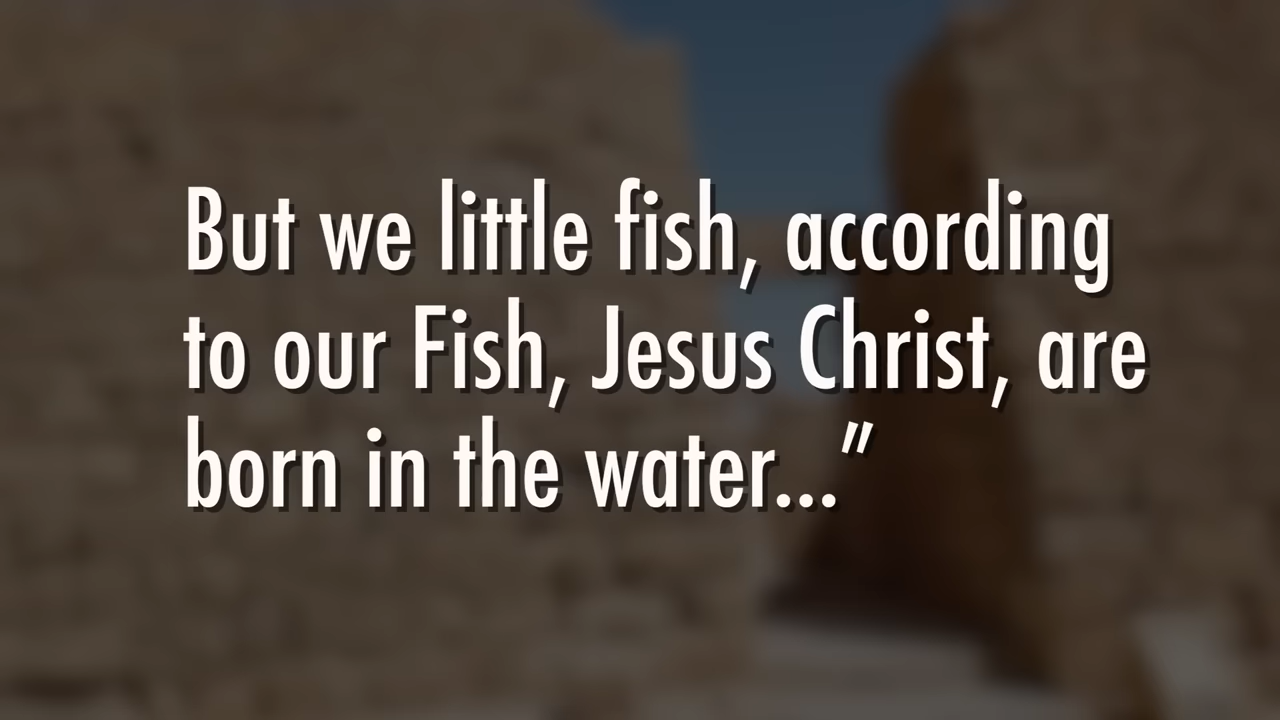 But we little fish, according
to our Fish, Jesus Christ, are
born in the water..."